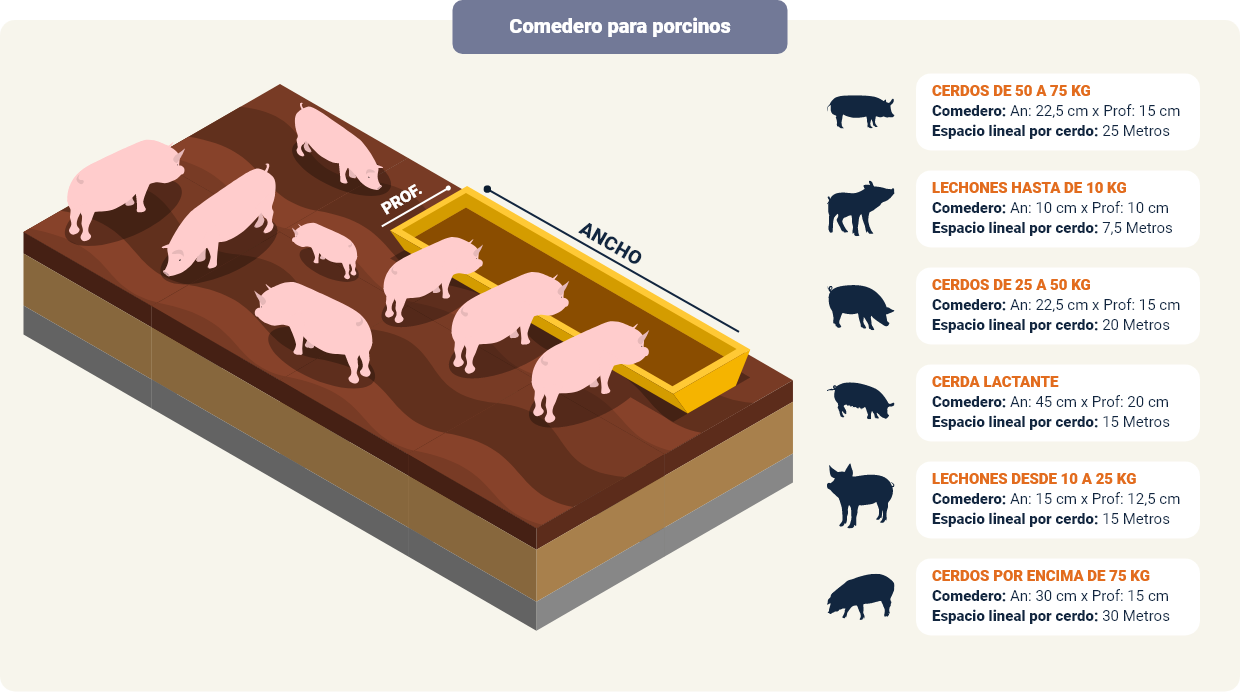 Comedero para porcinos
PROF.
ANCHO
CERDOS DE 50 A 75 KG
Comedero: An: 22,5 cm x Prof: 15 cm
Espacio lineal por cerdo: 25 Metros
LECHONES HASTA DE 10 KG
Comedero: An: 10 cm x Prof: 10 cm
Espacio lineal por cerdo: 7,5 Metros
CERDOS DE 25 A 50 KG
Comedero: An: 22,5 cm x Prof: 15 cm
Espacio lineal por cerdo: 20 Metros
CERDA LACTANTE
Comedero: An: 45 cm x Prof: 20 cm
Espacio lineal por cerdo: 15 Metros
LECHONES DESDE 10 A 25 KG
Comedero: An: 15 cm x Prof: 12,5 cm
Espacio lineal por cerdo: 15 Metros
CERDOS POR ENCIMA DE 75 KG
Comedero: An: 30 cm x Prof: 15 cm
Espacio lineal por cerdo: 30 Metros